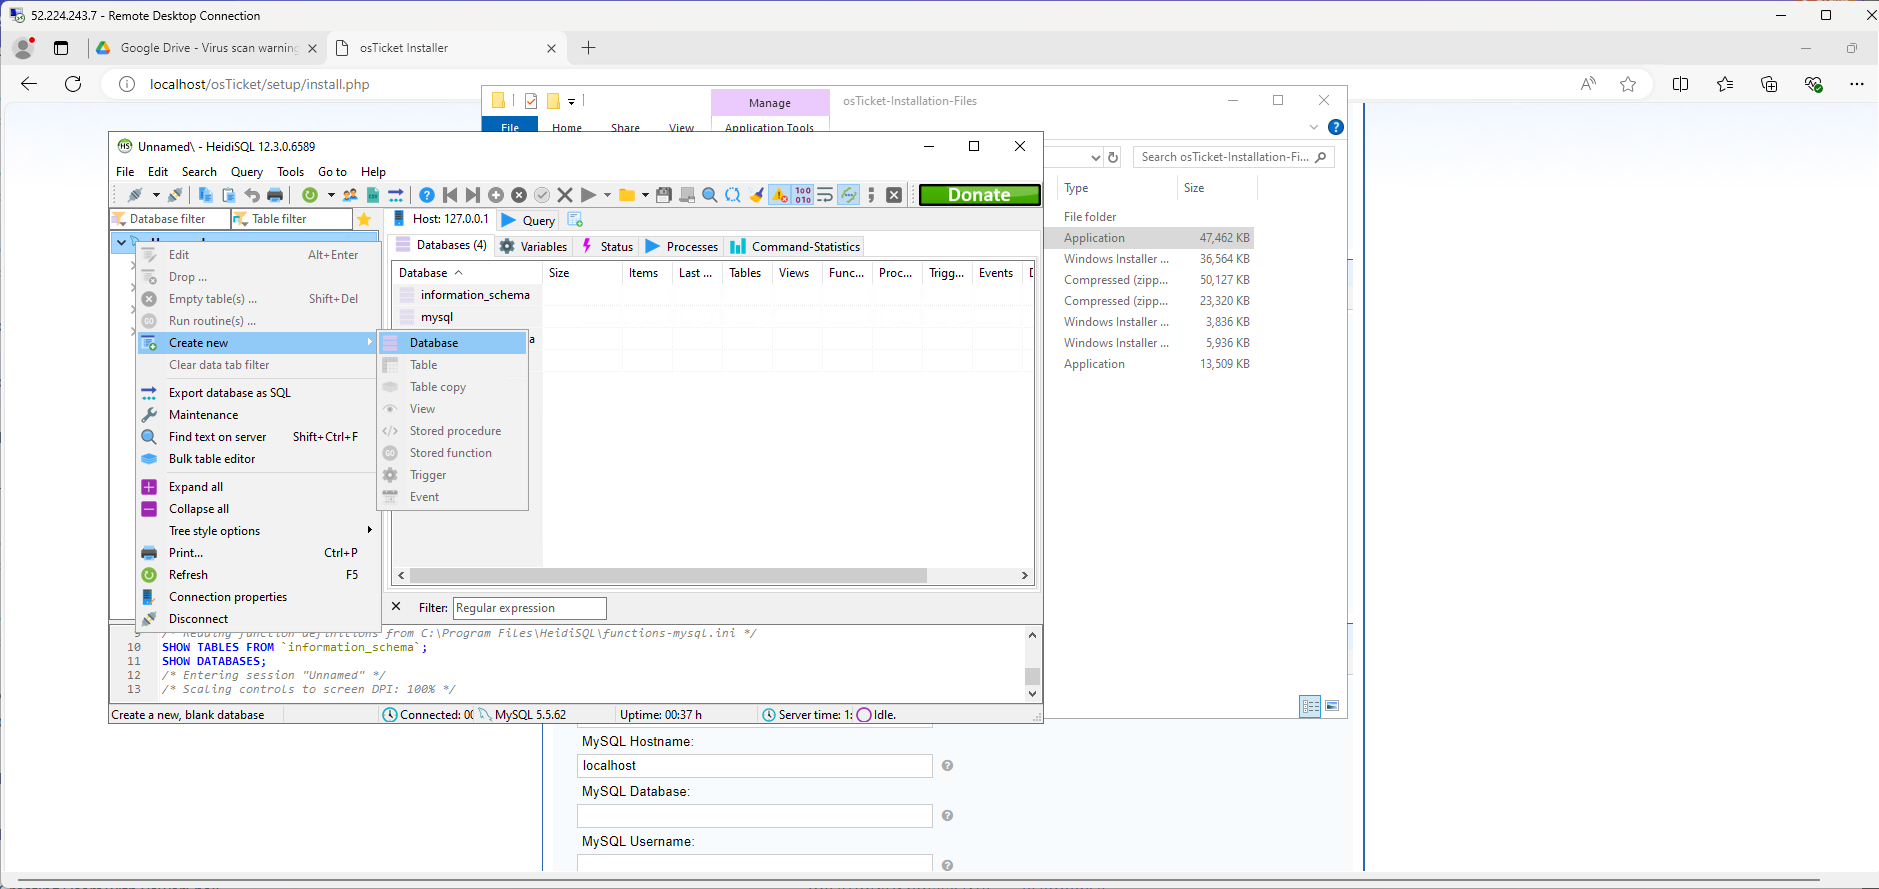 52.224.243.7 - Remote Desktop Connection
Google Drive - Virus scan warning
osTicket Installer
localhost/osTicket/setup/install.php
Manage
osTicket-Installation-Files
File
Home
Share
View
Application Tools
Search osTicket-Installation-Fi...
Type
Size
File folder
Application 47,462 KB
Windows Installer ... 36,564 KB
Compressed (zipp... 50,127 KB
Compressed (zipp... 23,320 KB
Windows Installer ... 3,836 KB
Windows Installer ... 5,936 KB
Application 13,509 KB
HS
Unnamed\ - HeidiSQL 12.3.0.6589
File Edit Search Query Tools Go to Help
Donate
Database filter
Table filter
Host: 127.0.0.1
Query
Databases (4)
Variables
Status
Processes
Command-Statistics
Database Size Items Last ... Tables Views Func... Proc... Trigg... Events
information_schema
mysql
a
Edit Alt+Enter
Drop ...
Empty table(s) ... Shift+Del
Run routine(s) ...
Create new
Clear data tab filter
Export database as SQL
Maintenance
Find text on server Shift+Ctrl+F
Bulk table editor
Expand all
Collapse all
Tree style options
Print... Ctrl+P
Refresh F5
Connection properties
Disconnect
Database
Table
Table copy
View
Stored procedure
Stored function
Trigger
Event
Filter: Regular expression
9 /* Reading function definitions from C:\Program Files\HeidiSQL\functions-mysql.ini */
10 SHOW TABLES FROM `information_schema`;
11 SHOW DATABASES;
12 /* Entering session "Unnamed" */
13 /* Scaling controls to screen DPI: 100% */
Create a new, blank database
Connected: 00
MySQL 5.5.62
Uptime: 00:37 h
Server time: 1:
Idle.
MySQL Hostname:
localhost
MySQL Database:
MySQL Username: